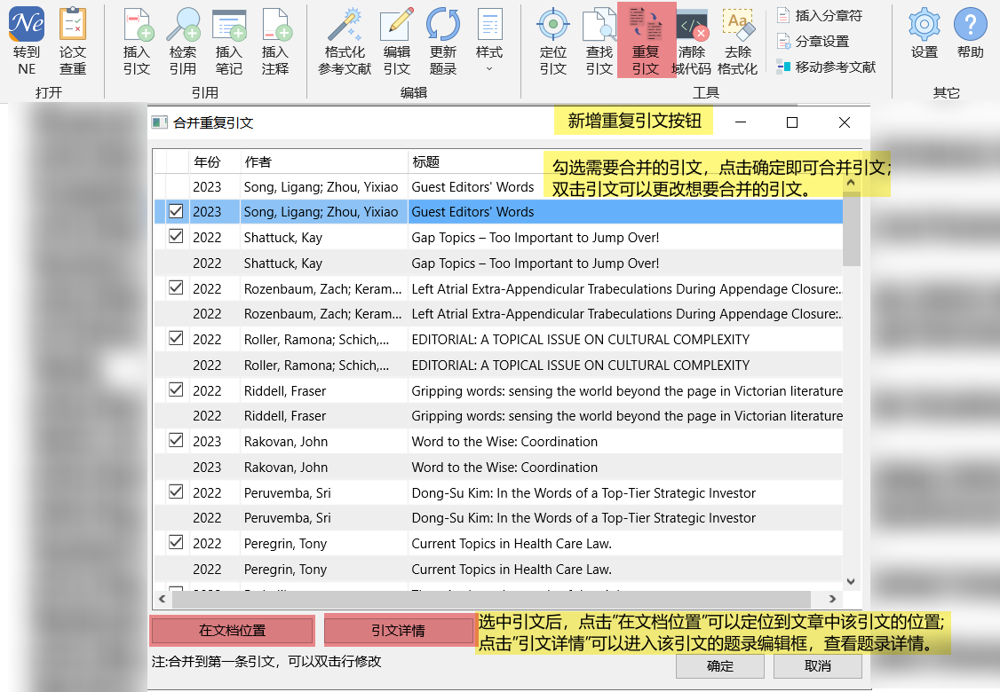 Ne
转到 NE
论文 查重
打开
插入 引文
检索 引用
插入 笔记
插入 注释
引用
格式化 参考文献
编辑 引文
更新 题录
样式
编辑
定位 引文
查找 引文
重复 引文
清除 域代码
Aa
去除 格式化
插入分章符
分章设置
移动参考文献
工具
设置
帮助
其它
合并重复引文
新增重复引文按钮
年份 作者 标题
勾选需要合并的引文，点击确定即可合并引文；
双击引文可以更改想要合并的引文。
2023 Song, Ligang; Zhou, Yixiao Guest Editors' Words
2023 Song, Ligang; Zhou, Yixiao Guest Editors' Words
2022 Shattuck, Kay Gap Topics – Too Important to Jump Over!
2022 Shattuck, Kay Gap Topics – Too Important to Jump Over!
2022 Rozenbaum, Zach; Keram... Left Atrial Extra-Appendicular Trabeculations During Appendage Closure:..
2022 Rozenbaum, Zach; Keram... Left Atrial Extra-Appendicular Trabeculations During Appendage Closure:..
2022 Roller, Ramona; Schich,... EDITORIAL: A TOPICAL ISSUE ON CULTURAL COMPLEXITY
2022 Roller, Ramona; Schich,... EDITORIAL: A TOPICAL ISSUE ON CULTURAL COMPLEXITY
2022 Riddell, Fraser Gripping words: sensing the world beyond the page in Victorian literature
2022 Riddell, Fraser Gripping words: sensing the world beyond the page in Victorian literature
2023 Rakovan, John Word to the Wise: Coordination
2023 Rakovan, John Word to the Wise: Coordination
2022 Peruvemba, Sri Dong-Su Kim: In the Words of a Top-Tier Strategic Investor
2022 Peruvemba, Sri Dong-Su Kim: In the Words of a Top-Tier Strategic Investor
2022 Peregrin, Tony Current Topics in Health Care Law.
2022 Peregrin, Tony Current Topics in Health Care Law.
在文档位置
引文详情
选中引文后，点击"在文档位置"可以定位到文章中该引文的位置；
点击"引文详情"可以进入该引文的题录编辑框，查看题录详情。
注:合并到第一条引文，可以双击行修改
确定
取消